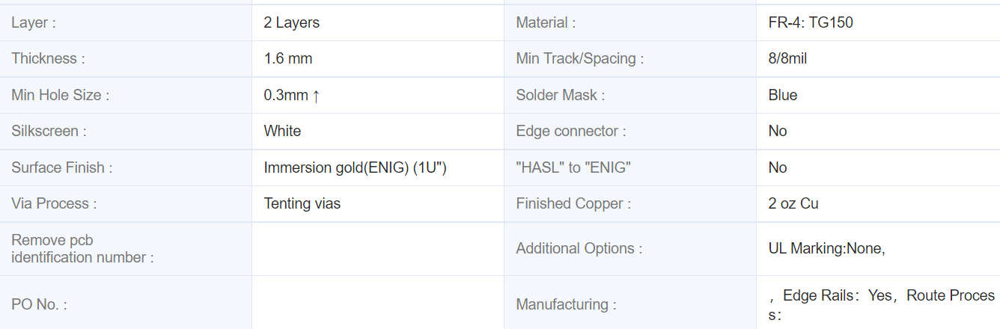 Layer : 2 Layers Material : FR-4: TG150
Thickness : 1.6 mm Min Track/Spacing : 8/8mil
Min Hole Size : 0.3mm ↑ Solder Mask : Blue
Silkscreen : White Edge connector : No
Surface Finish : Immersion gold(ENIG) (1U") "HASL" to "ENIG" No
Via Process : Tenting vias Finished Copper : 2 oz Cu
Remove pcb
identification number : Additional Options : UL Marking:None,
PO No. : Manufacturing : ，Edge Rails：Yes，Route Proces
s：